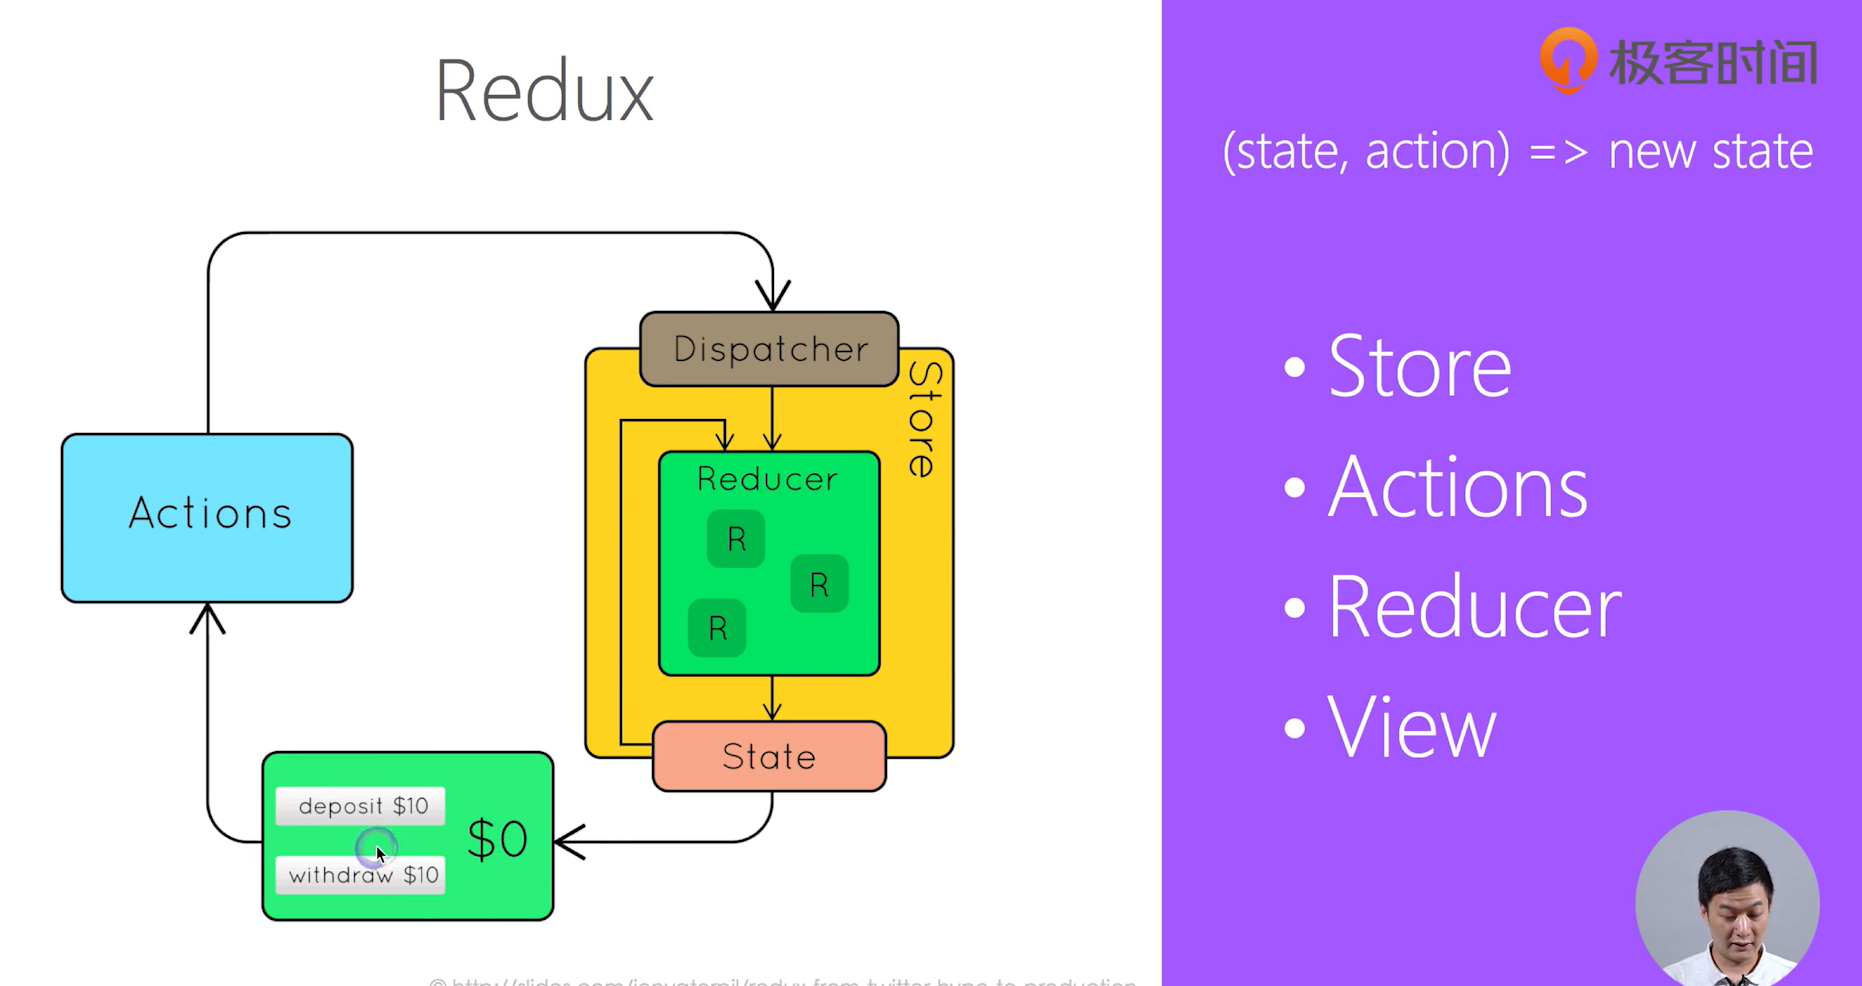 Redux
Dispatcher
Store
Reducer
R
R
R
State
Actions
deposit $10
$0
withdraw $10
极客时间
(state, action) => new state
• Store
• Actions
• Reducer
• View